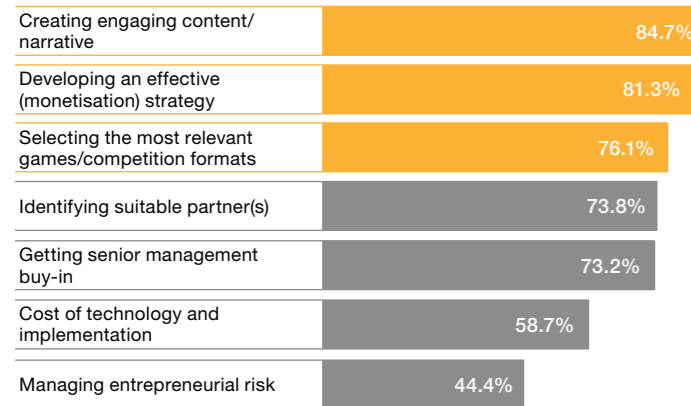 Creating engaging content/
narrative
84.7%
Developing an effective
(monetisation) strategy
81.3%
Selecting the most relevant
games/competition formats
76.1%
Identifying suitable partner(s)
73.8%
Getting senior management
buy-in
73.2%
Cost of technology and
implementation
58.7%
Managing entrepreneurial risk
44.4%